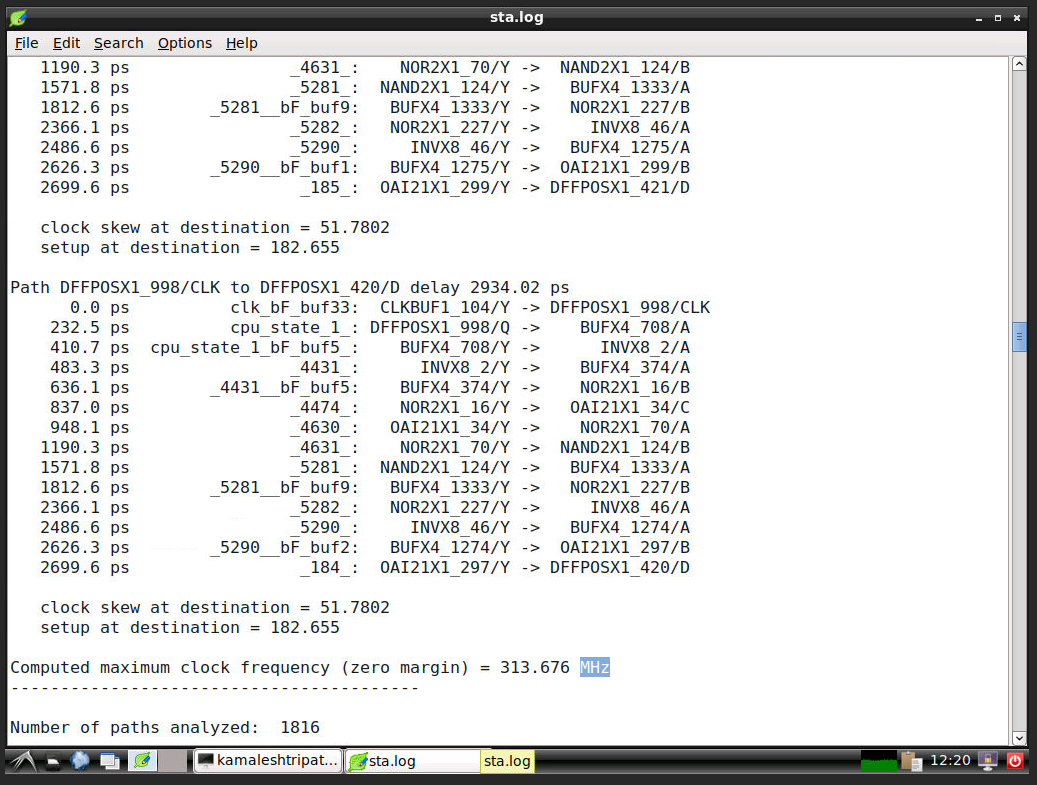 sta.log
File Edit Search Options Help
1190.3 ps _4631_: NOR2X1_70/Y -> NAND2X1_124/B
1571.8 ps _5281_: NAND2X1_124/Y -> BUFX4_1333/A
1812.6 ps _5281__bF_buf9: BUFX4_1333/Y -> NOR2X1_227/B
2366.1 ps _5282_: NOR2X1_227/Y -> INVX8_46/A
2486.6 ps _5290_: INVX8_46/Y -> BUFX4_1275/A
2626.3 ps _5290__bF_buf1: BUFX4_1275/Y -> OAI21X1_299/B
2699.6 ps _185_: OAI21X1_299/Y -> DFFPOSX1_421/D
clock skew at destination = 51.7802
setup at destination = 182.655
Path DFFPOSX1_998/CLK to DFFPOSX1_420/D delay 2934.02 ps
0.0 ps clk_bF_buf33: CLKBUF1_104/Y -> DFFPOSX1_998/CLK
232.5 ps cpu_state_1_: DFFPOSX1_998/Q -> BUFX4_708/A
410.7 ps cpu_state_1_bF_buf5_: BUFX4_708/Y -> INVX8_2/A
483.3 ps _4431_: INVX8_2/Y -> BUFX4_374/A
636.1 ps _4431__bF_buf5: BUFX4_374/Y -> NOR2X1_16/B
837.0 ps _4474_: NOR2X1_16/Y -> OAI21X1_34/C
948.1 ps _4630_: OAI21X1_34/Y -> NOR2X1_70/A
1190.3 ps _4631_: NOR2X1_70/Y -> NAND2X1_124/B
1571.8 ps _5281_: NAND2X1_124/Y -> BUFX4_1333/A
1812.6 ps _5281__bF_buf9: BUFX4_1333/Y -> NOR2X1_227/B
2366.1 ps _5282_: NOR2X1_227/Y -> INVX8_46/A
2486.6 ps _5290_: INVX8_46/Y -> BUFX4_1274/A
2626.3 ps _5290__bF_buf2: BUFX4_1274/Y -> OAI21X1_297/B
2699.6 ps _184_: OAI21X1_297/Y -> DFFPOSX1_420/D
clock skew at destination = 51.7802
setup at destination = 182.655
Computed maximum clock frequency (zero margin) = 313.676 MHz
-----------------------------------------
Number of paths analyzed: 1816
kamaleshtripat... sta.log sta.log 12:20